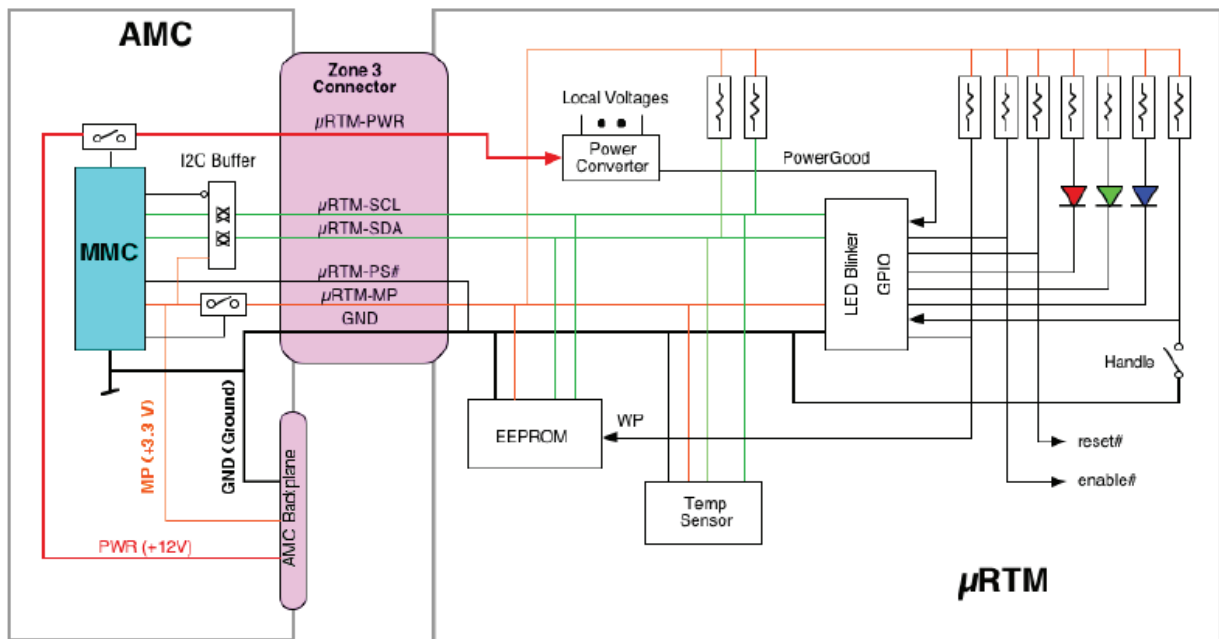 AMC
Zone 3
Connector
µRTM-PWR
Local Voltages
Power
Converter
PowerGood
I2C Buffer
MMC
µRTM-SCL
µRTM-SDA
µRTM-PS#
µRTM-MP
GND
LED Blinker
GPIO
Handle
EEPROM
WP
reset#
enable#
Temp
Sensor
MP (+3.3 V)
GND (Ground)
AMC Backplane
PWR (+12V)
µRTM